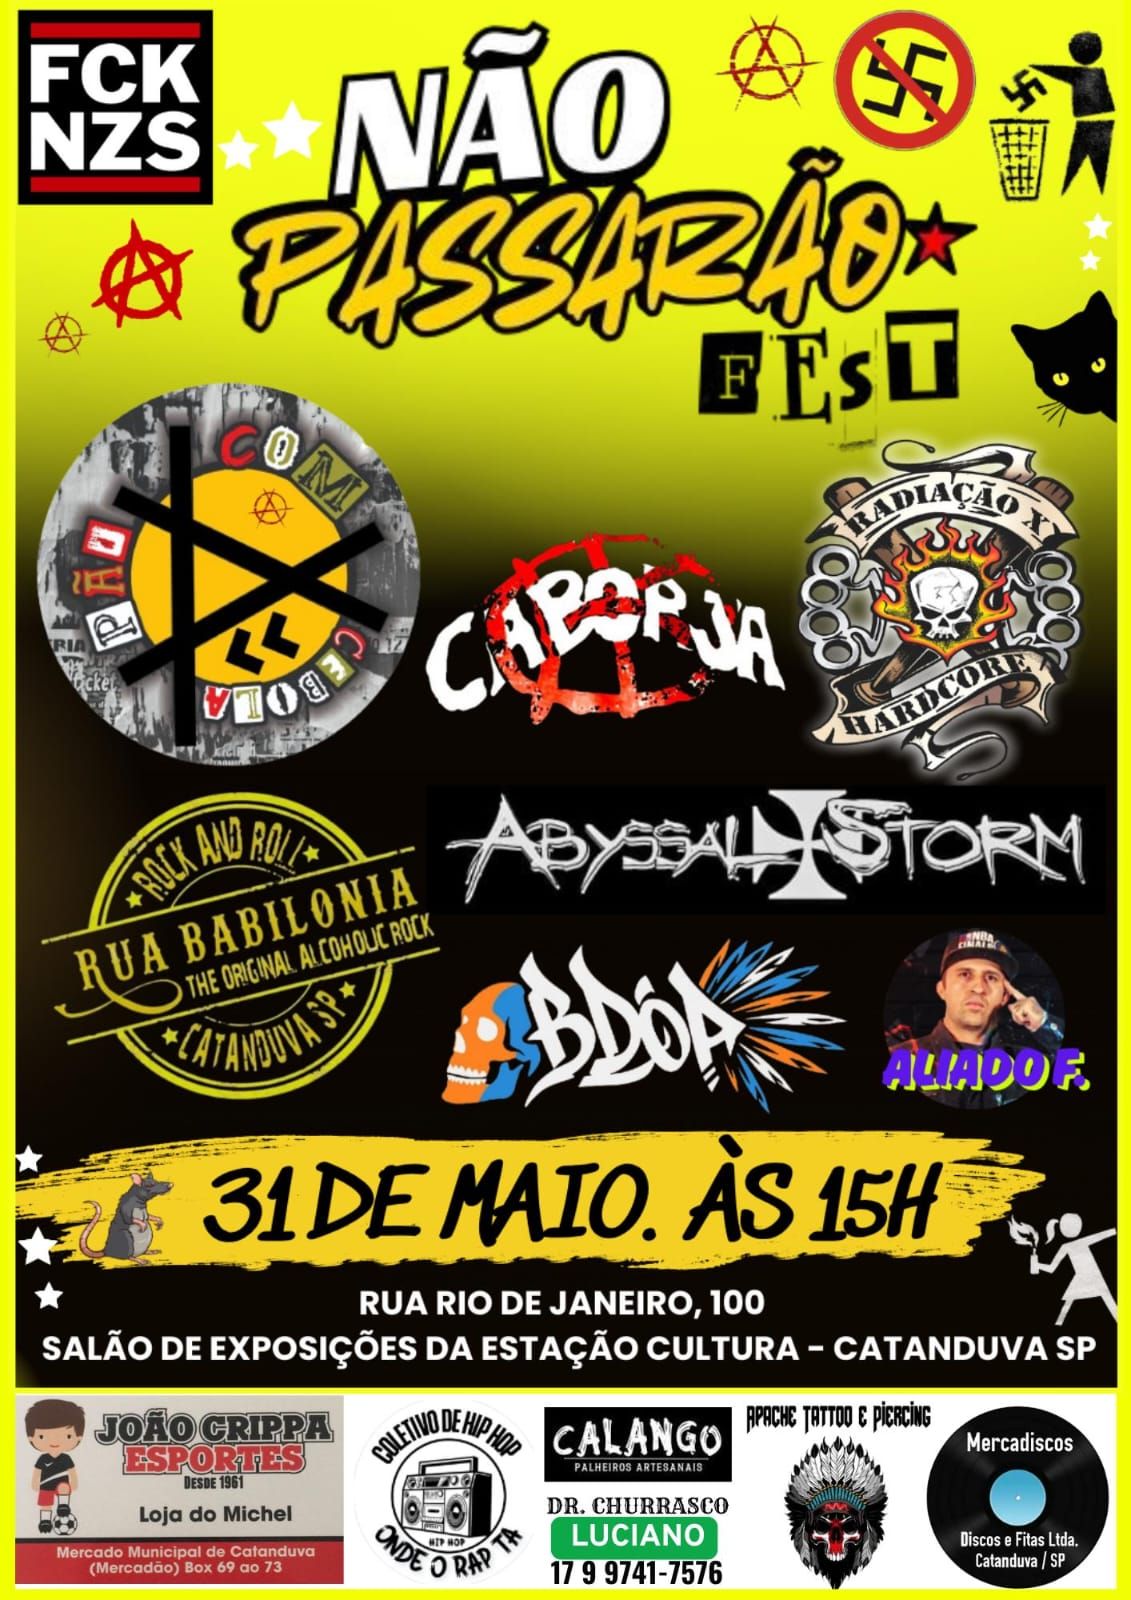 FCK
NZS
NÃO
PASSARÃO
FEST
PÃO COM CEBOLA
CABORJA
RADIAÇÃO X
HARDCORE
ROCK AND ROLL
RUA BABILÔNIA
THE ORIGINAL ALCOHOLIC ROCK
CATANDUVA SP
ABYSSAL STORM
BDÓP
ALIADO F.
31 DE MAIO. ÀS 15H
RUA RIO DE JANEIRO, 100
SALÃO DE EXPOSIÇÕES DA ESTAÇÃO CULTURA - CATANDUVA SP
JOÃO CRIPPA
ESPORTES
DESDE 1961
Loja do Michel
Mercado Municipal de Catanduva
(Mercadão) Box 69 ao 73
COLETIVO DE HIP HOP
HIP HOP
ONDE O RAP TA
CALANGO
PALHEIROS ARTESANAIS
DR. CHURRASCO
LUCIANO
17 9 9741-7576
APACHE TATTOO E PIERCING
Mercadiscos
Discos e Fitas Ltda.
Catanduva / SP